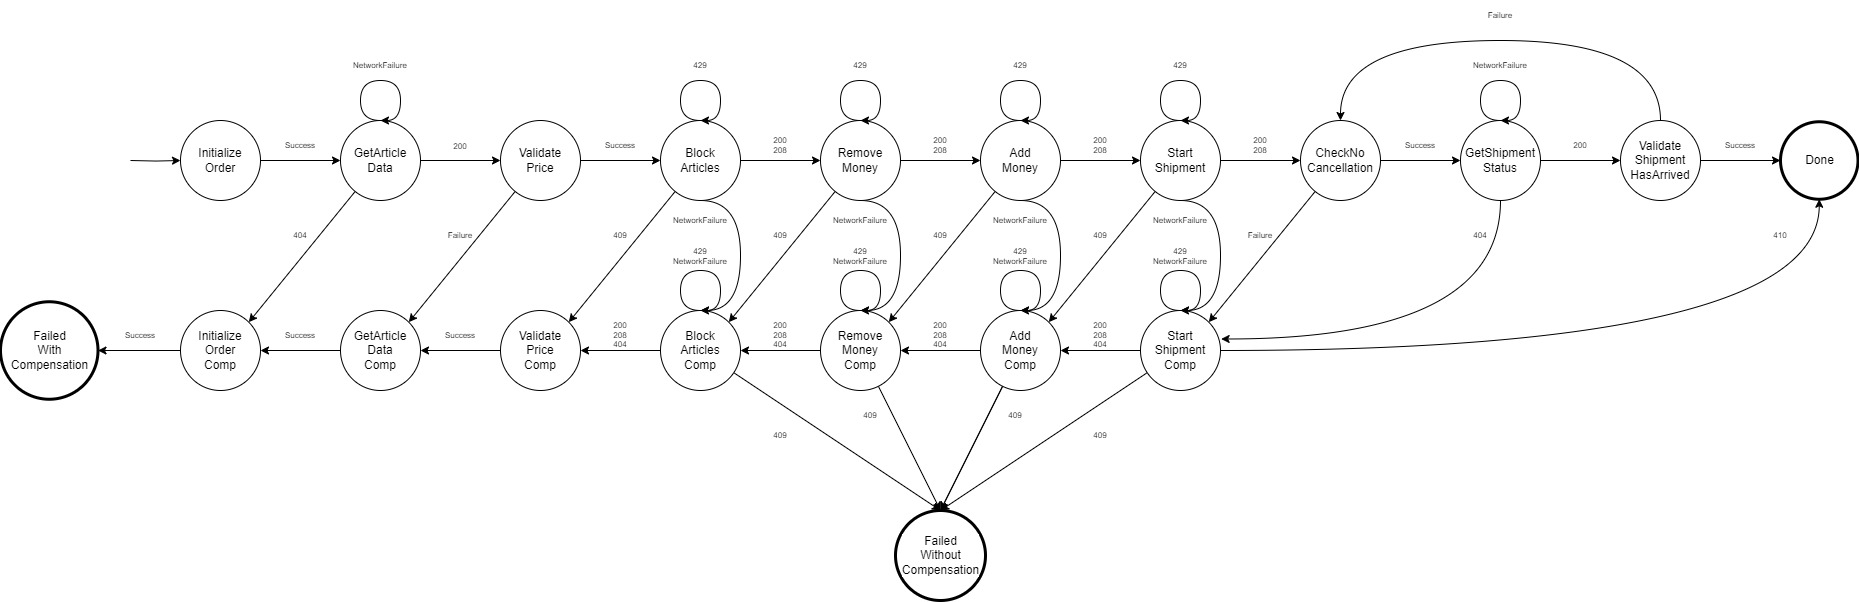 Failure
NetworkFailure
429
429
429
429
NetworkFailure
Initialize
Order
Success
GetArticle
Data
200
Validate
Price
Success
Block
Articles
200
208
Remove
Money
200
208
Add
Money
200
208
Start
Shipment
200
208
CheckNo
Cancellation
Success
GetShipment
Status
200
Validate
Shipment
HasArrived
Success
Done
404
Failure
409
NetworkFailure
409
NetworkFailure
409
NetworkFailure
409
NetworkFailure
Failure
404
410
429
NetworkFailure
429
NetworkFailure
429
NetworkFailure
429
NetworkFailure
Failed
With
Compensation
Success
Initialize
Order
Comp
Success
GetArticle
Data
Comp
Success
Validate
Price
Comp
200
208
404
Block
Articles
Comp
200
208
404
Remove
Money
Comp
200
208
404
Add
Money
Comp
200
208
404
Start
Shipment
Comp
409
409
409
409
Failed
Without
Compensation